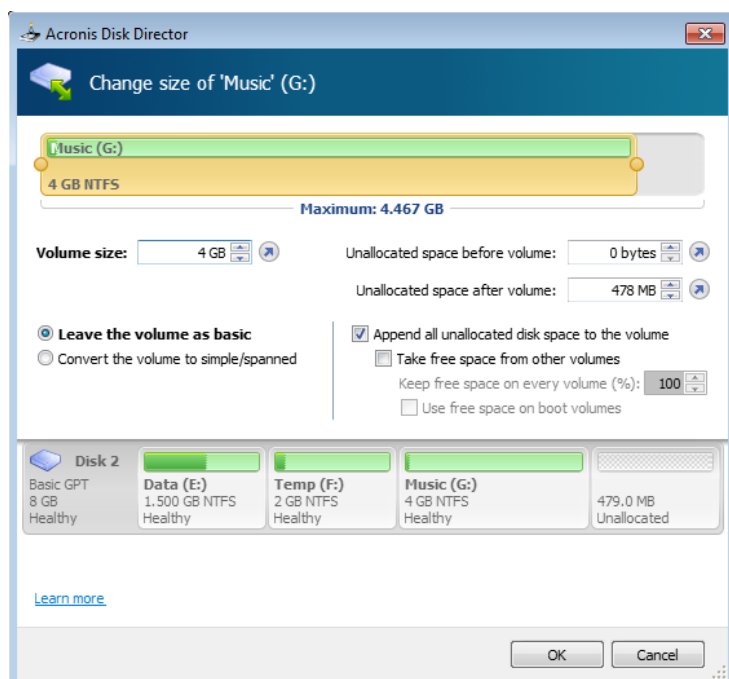 Acronis Disk Director
Change size of 'Music' (G:)
Music (G:)
4 GB NTFS
Maximum: 4.467 GB
Volume size: 4 GB
Unallocated space before volume: 0 bytes
Unallocated space after volume: 478 MB
Leave the volume as basic
Convert the volume to simple/spanned
Append all unallocated disk space to the volume
Take free space from other volumes
Keep free space on every volume (%): 100
Use free space on boot volumes
Disk 2
Basic GPT
8 GB
Healthy
Data (E:)
1.500 GB NTFS
Healthy
Temp (F:)
2 GB NTFS
Healthy
Music (G:)
4 GB NTFS
Healthy
479.0 MB
Unallocated
Learn more
OK
Cancel